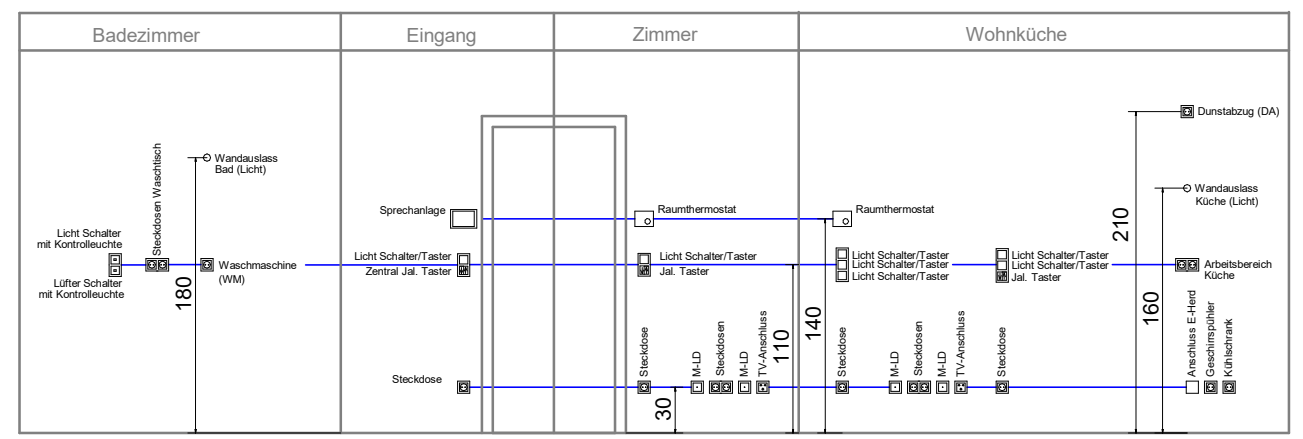 Badezimmer
Eingang
Zimmer
Wohnküche
Steckdosen Waschtisch
Wandauslass
Bad (Licht)
Licht Schalter
mit Kontrolleuchte
Lüfter Schalter
mit Kontrolleuchte
Waschmaschine
(WM)
180
Sprechanlage
Licht Schalter/Taster
Zentral Jal. Taster
Steckdose
Raumthermostat
Licht Schalter/Taster
Jal. Taster
Steckdose
30
M-LD
Steckdosen
M-LD
TV-Anschluss
110
140
Raumthermostat
Licht Schalter/Taster
Licht Schalter/Taster
Licht Schalter/Taster
Steckdose
M-LD
Steckdosen
M-LD
TV-Anschluss
Licht Schalter/Taster
Licht Schalter/Taster
Jal. Taster
Steckdose
210
160
Dunstabzug (DA)
Wandauslass
Küche (Licht)
Arbeitsbereich
Küche
Anschluss E-Herd
Geschirrspühler
Kühlschrank